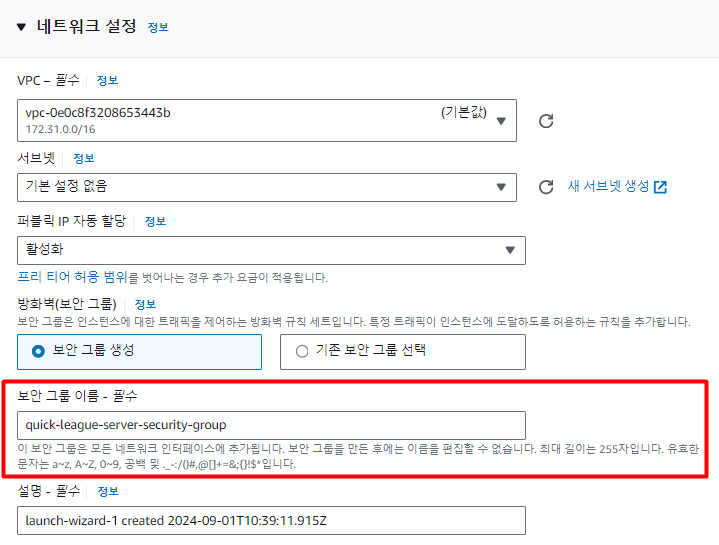 네트워크 설정 정보
VPC – 필수 정보
vpc-0e0c8f3208653443b (기본값)
172.31.0.0/16
서브넷 정보
기본 설정 없음
새 서브넷 생성
퍼블릭 IP 자동 할당 정보
활성화
프리 티어 허용 범위를 벗어나는 경우 추가 요금이 적용됩니다.
방화벽(보안 그룹) 정보
보안 그룹은 인스턴스에 대한 트래픽을 제어하는 방화벽 규칙 세트입니다. 특정 트래픽이 인스턴스에 도달하도록 허용하는 규칙을 추가합니다.
보안 그룹 생성
기존 보안 그룹 선택
보안 그룹 이름 - 필수
quick-league-server-security-group
이 보안 그룹은 모든 네트워크 인터페이스에 추가됩니다. 보안 그룹을 만든 후에는 이름을 편집할 수 없습니다. 최대 길이는 255자입니다. 유효한
문자는 a~z, A~Z, 0~9, 공백 및 ._-:/()#,@[]+=&;{}!$*입니다.
설명 - 필수 정보
launch-wizard-1 created 2024-09-01T10:39:11.915Z